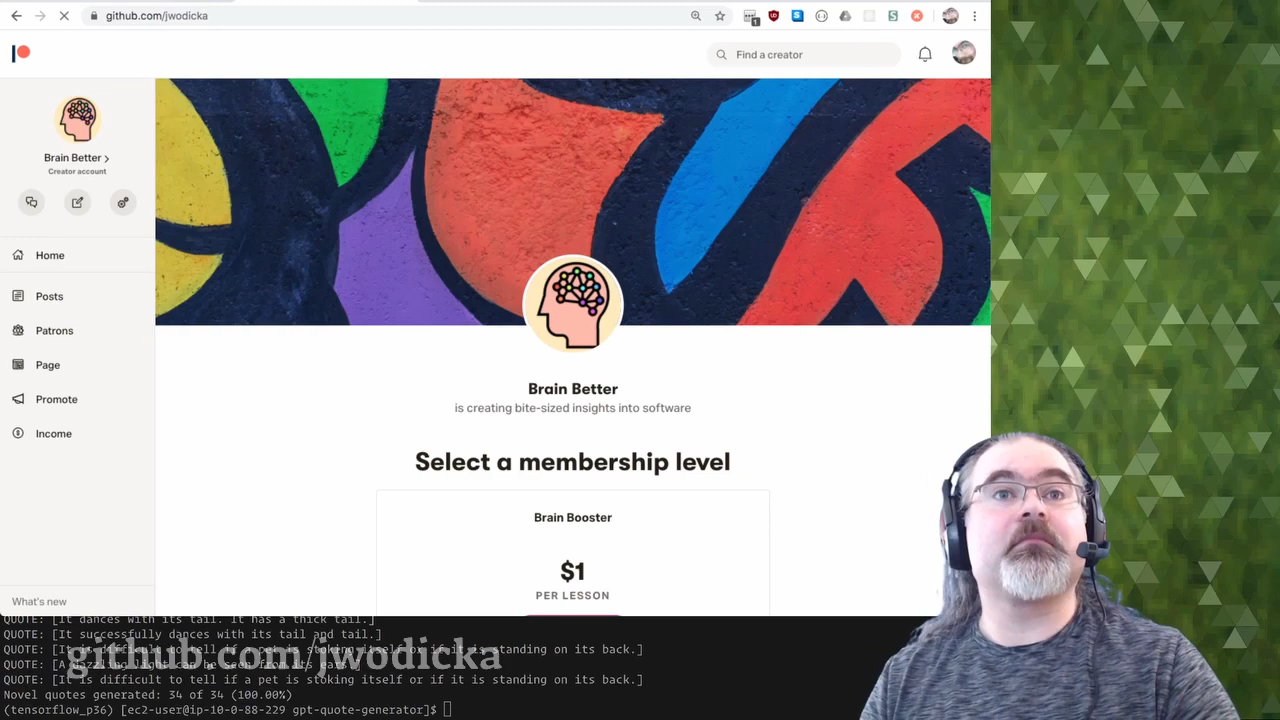 github.com/jwodicka
1
Find a creator
Brain Better
Creator account
Home
Posts
Patrons
Page
Promote
Income
What's new
Brain Better
is creating bite-sized insights into software
Select a membership level
Brain Booster
$1
PER LESSON
QUOTE: [It dances with its tail. It has a thick tail.]
QUOTE: [It successfully dances with its tail and tail.]
QUOTE: [It is difficult to tell if a pet is stoking itself or if it is standing on its back.]
QUOTE: [A dazzling light can be seen from its ear.]
QUOTE: [It is difficult to tell if a pet is stoking itself or if it is standing on its back.]
Novel quotes generated: 34 of 34 (100.00%)
(tensorflow_p36) [ec2-user@ip-10-0-88-229 gpt-quote-generator]$
github.com/jwodicka